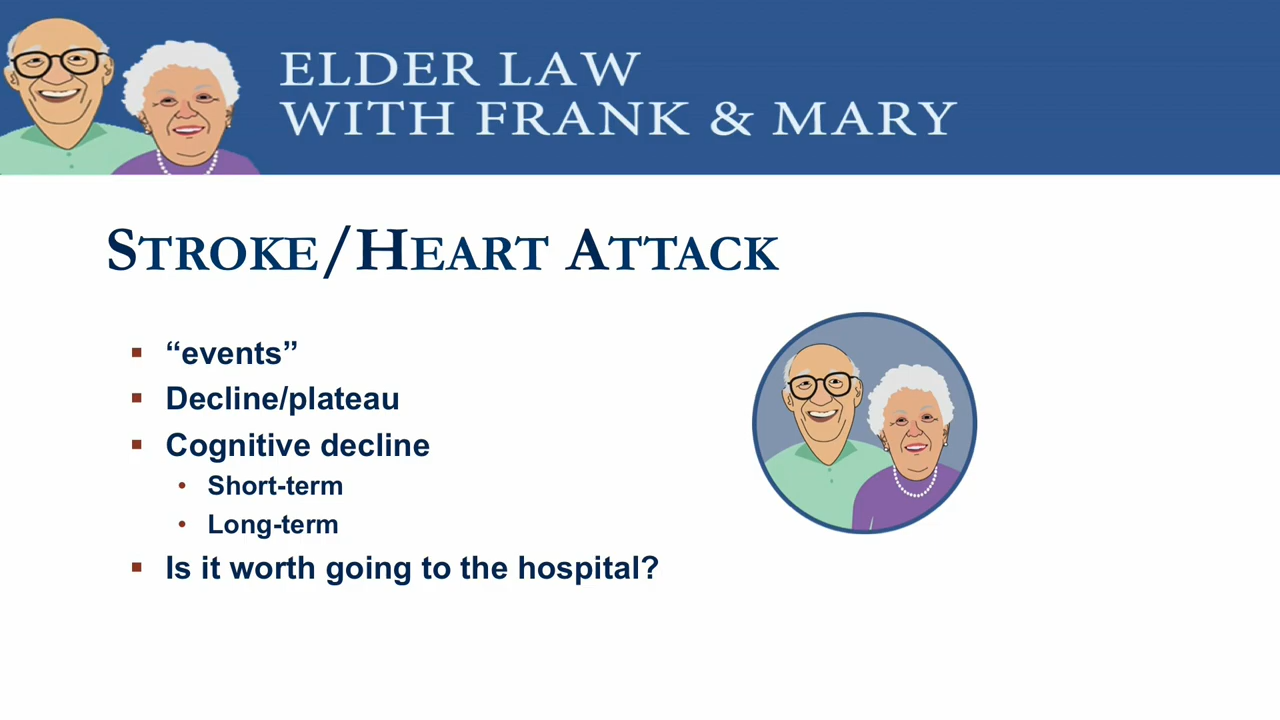 ELDER LAW
WITH FRANK & MARY
STROKE/HEART ATTACK
▪ “events”
▪ Decline/plateau
▪ Cognitive decline
• Short-term
• Long-term
▪ Is it worth going to the hospital?